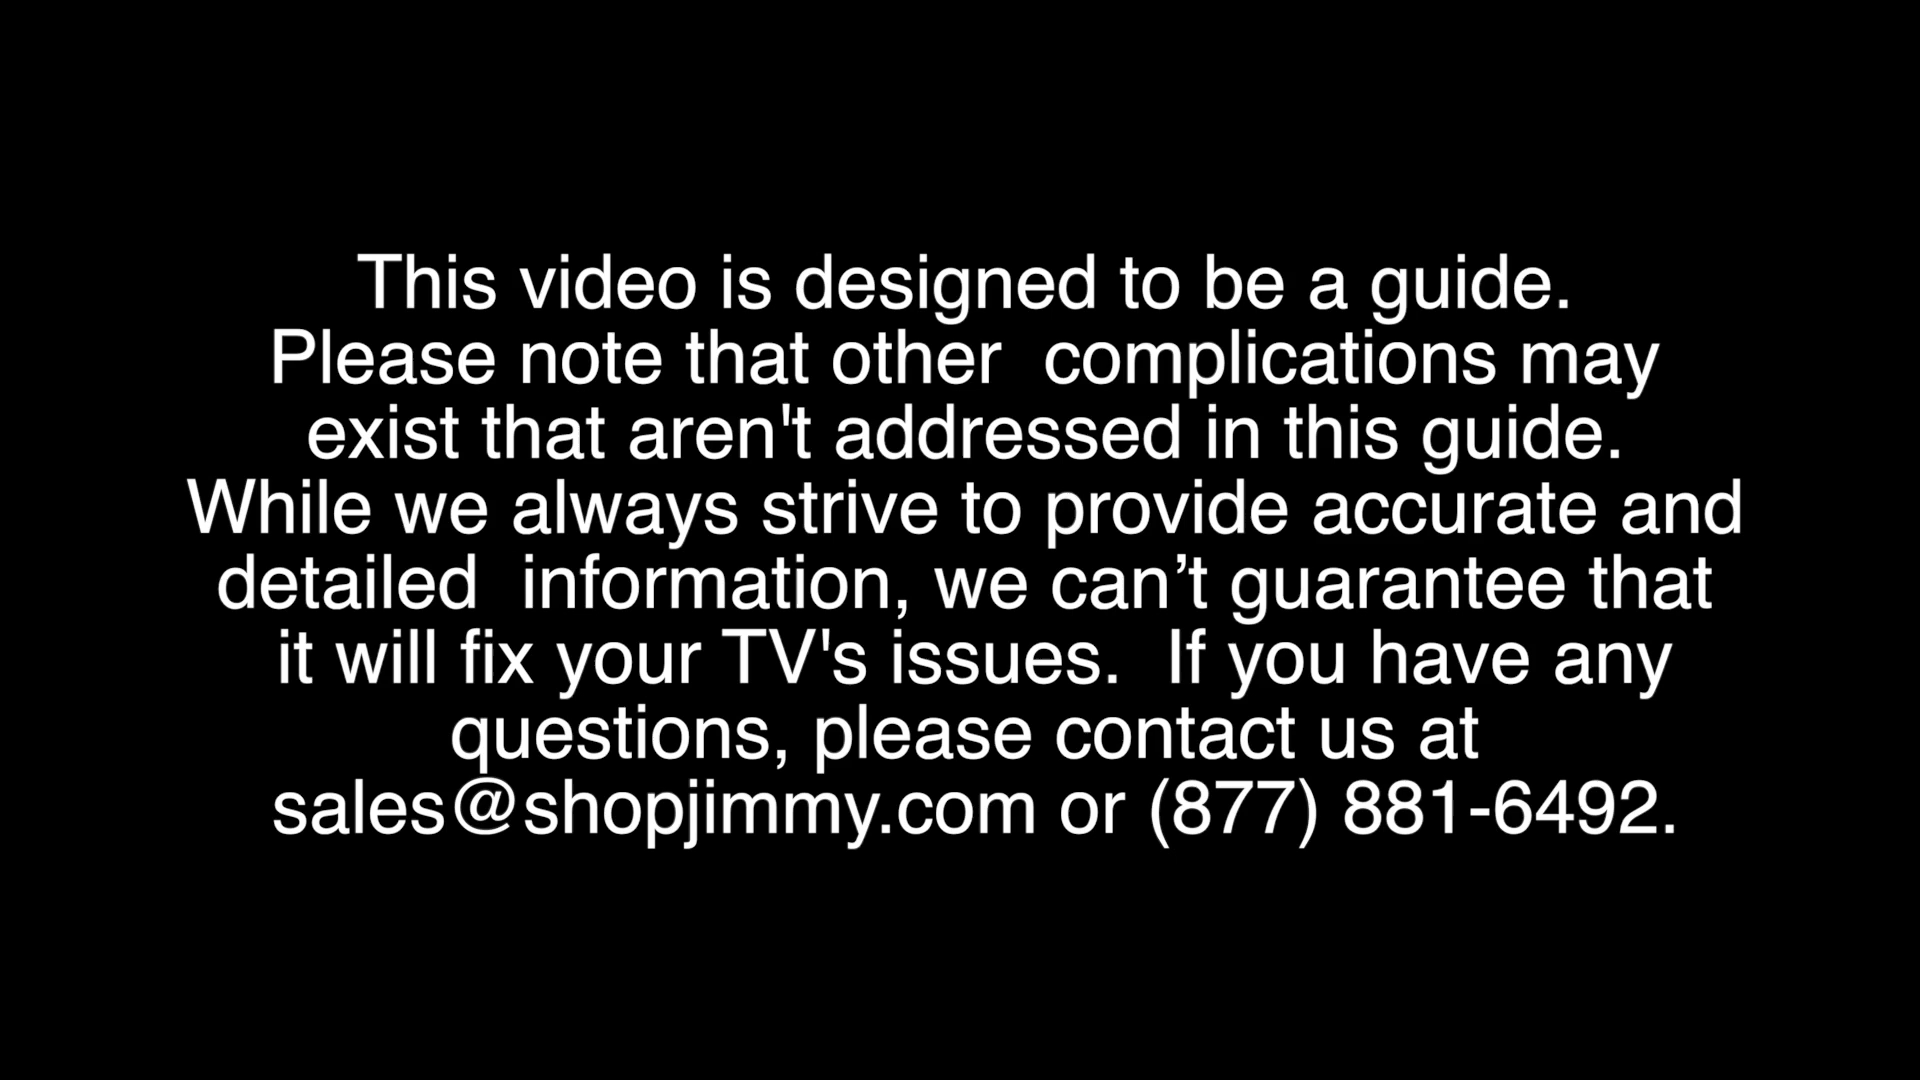 This video is designed to be a guide.
Please note that other  complications may
exist that aren't addressed in this guide.
While we always strive to provide accurate and
detailed  information, we can’t guarantee that
it will fix your TV's issues.  If you have any
questions, please contact us at
sales@shopjimmy.com or (877) 881-6492.